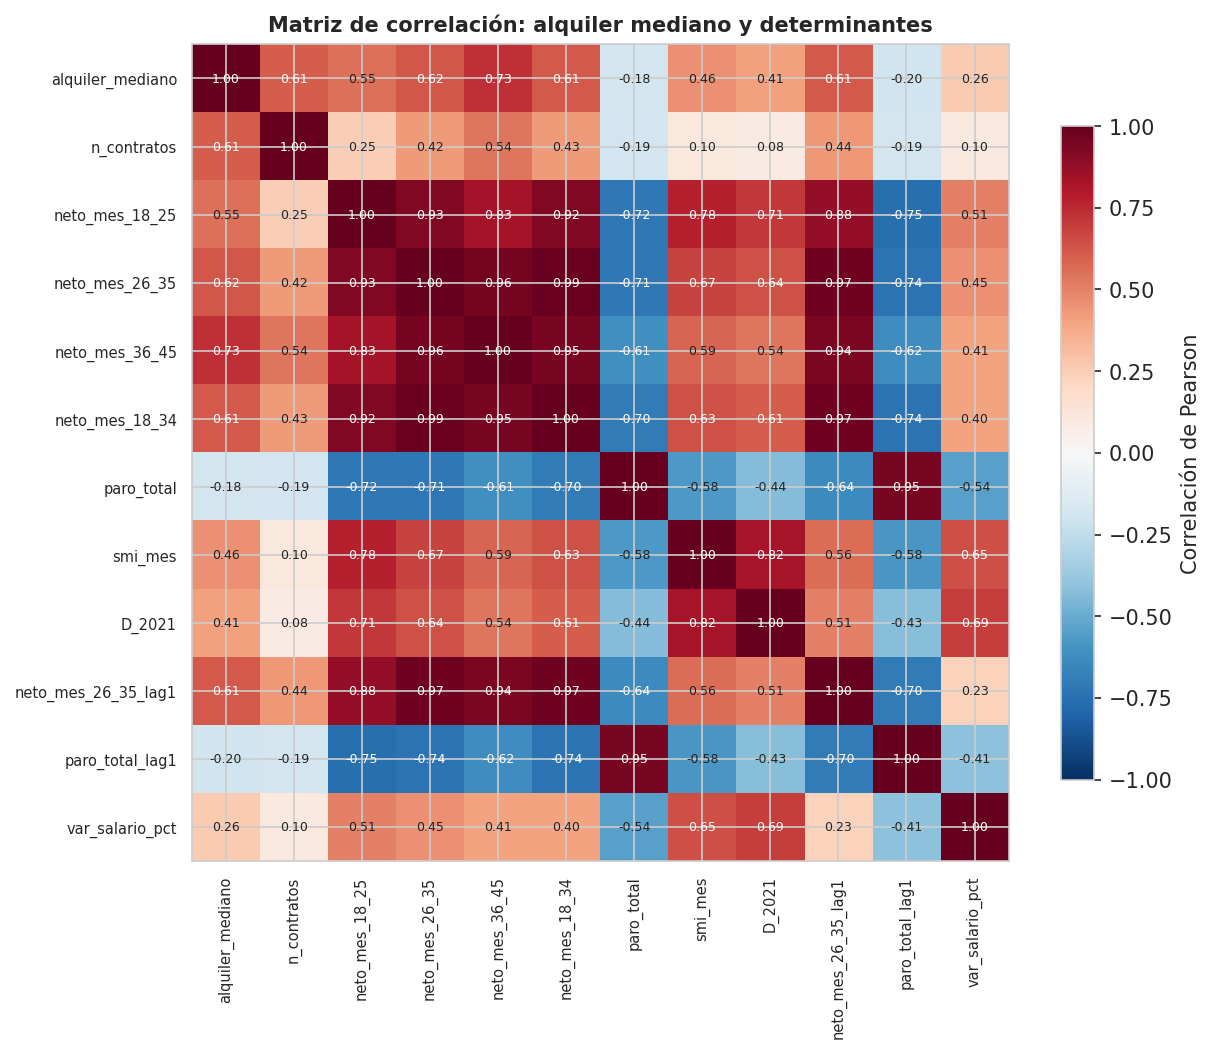 Matriz de correlación: alquiler mediano y determinantes
alquiler_mediano 1.00 0.61 0.55 0.62 0.73 0.61 -0.18 0.46 0.41 0.61 -0.20 0.26
n_contratos 0.61 1.00 0.25 0.42 0.54 0.43 -0.19 0.10 0.08 0.44 -0.19 0.10
neto_mes_18_25 0.55 0.25 1.00 0.93 0.83 0.92 -0.72 0.78 0.71 0.88 -0.75 0.51
neto_mes_26_35 0.62 0.42 0.93 1.00 0.96 0.99 -0.71 0.67 0.64 0.97 -0.74 0.45
neto_mes_36_45 0.73 0.54 0.83 0.96 1.00 0.95 -0.61 0.59 0.54 0.94 -0.62 0.41
neto_mes_18_34 0.61 0.43 0.92 0.99 0.95 1.00 -0.70 0.63 0.61 0.97 -0.74 0.40
paro_total -0.18 -0.19 -0.72 -0.71 -0.61 -0.70 1.00 -0.58 -0.44 -0.64 0.95 -0.54
smi_mes 0.46 0.10 0.78 0.67 0.59 0.63 -0.58 1.00 0.82 0.56 -0.58 0.65
D_2021 0.41 0.08 0.71 0.64 0.54 0.61 -0.44 0.82 1.00 0.51 -0.43 0.69
neto_mes_26_35_lag1 0.61 0.44 0.88 0.97 0.94 0.97 -0.64 0.56 0.51 1.00 -0.70 0.23
paro_total_lag1 -0.20 -0.19 -0.75 -0.74 -0.62 -0.74 0.95 -0.58 -0.43 -0.70 1.00 -0.41
var_salario_pct 0.26 0.10 0.51 0.45 0.41 0.40 -0.54 0.65 0.69 0.23 -0.41 1.00
alquiler_mediano
n_contratos
neto_mes_18_25
neto_mes_26_35
neto_mes_36_45
neto_mes_18_34
paro_total
smi_mes
D_2021
neto_mes_26_35_lag1
paro_total_lag1
var_salario_pct
1.00
0.75
0.50
0.25
0.00
−0.25
−0.50
−0.75
−1.00
Correlación de Pearson